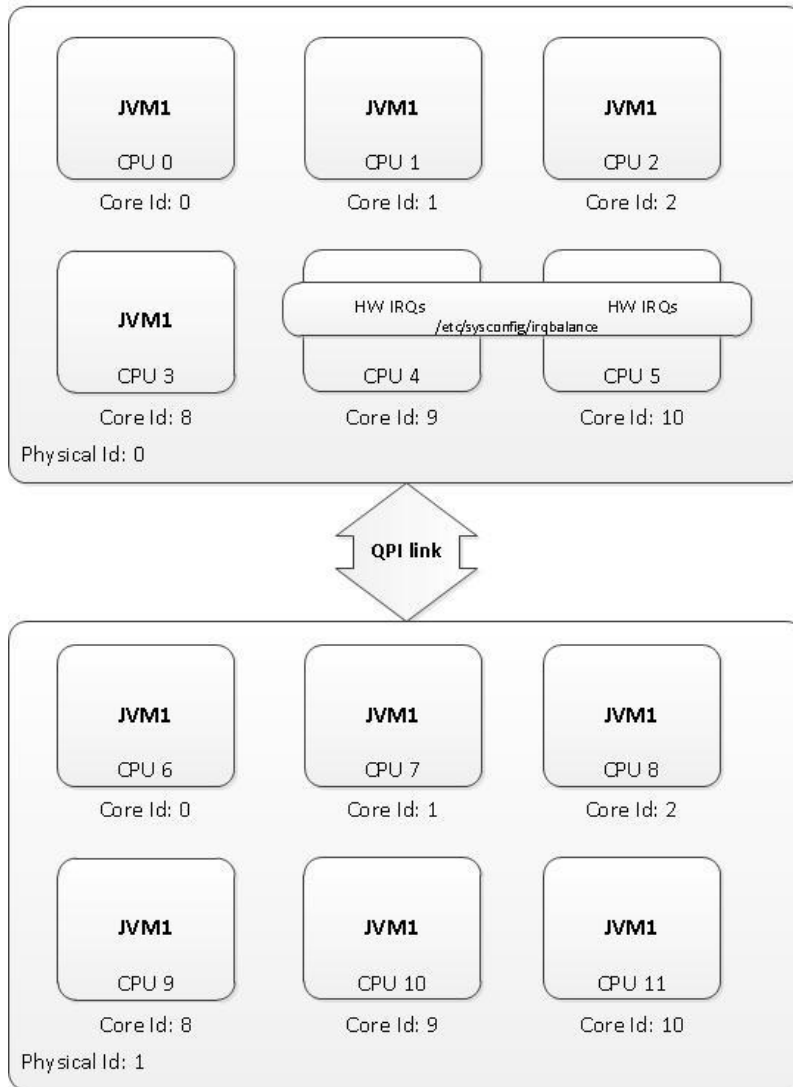 JVM1 JVM1 JVM1
CPU 0 CPU 1 CPU 2
Core Id: 0 Core Id: 1 Core Id: 2
JVM1 HW IRQs HW IRQs
/etc/sysconfig/irqbalance
CPU 3 CPU 4 CPU 5
Core Id: 8 Core Id: 9 Core Id: 10
Physical Id: 0
QPI link
JVM1 JVM1 JVM1
CPU 6 CPU 7 CPU 8
Core Id: 0 Core Id: 1 Core Id: 2
JVM1 JVM1 JVM1
CPU 9 CPU 10 CPU 11
Core Id: 8 Core Id: 9 Core Id: 10
Physical Id: 1